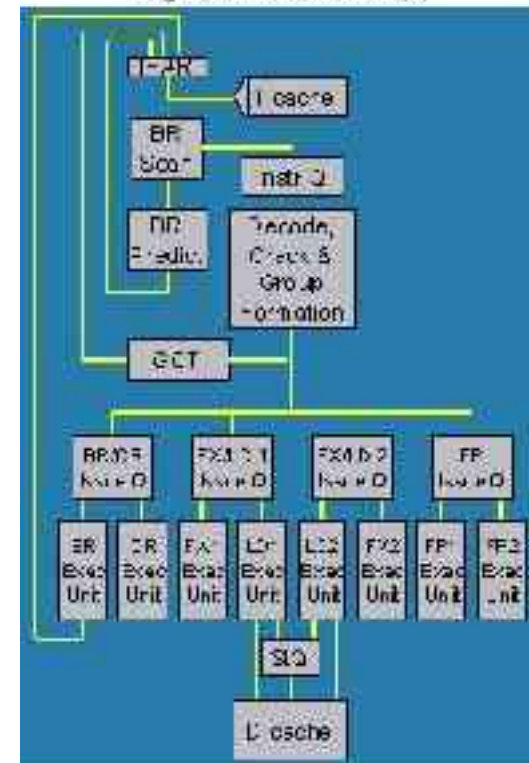 IFAR
I cache
BR
Scan
Instr Q
BR
Predict
Decode,
Crack &
Group
Formation
GCT
BR/CR
Issue Q
FX/LD 1
Issue Q
FX/LD 2
Issue Q
FP
Issue Q
BR
Exec
Unit
CR
Exec
Unit
FX1
Exec
Unit
LD1
Exec
Unit
LD2
Exec
Unit
FX2
Exec
Unit
FP1
Exec
Unit
FP2
Exec
Unit
StQ
D cache